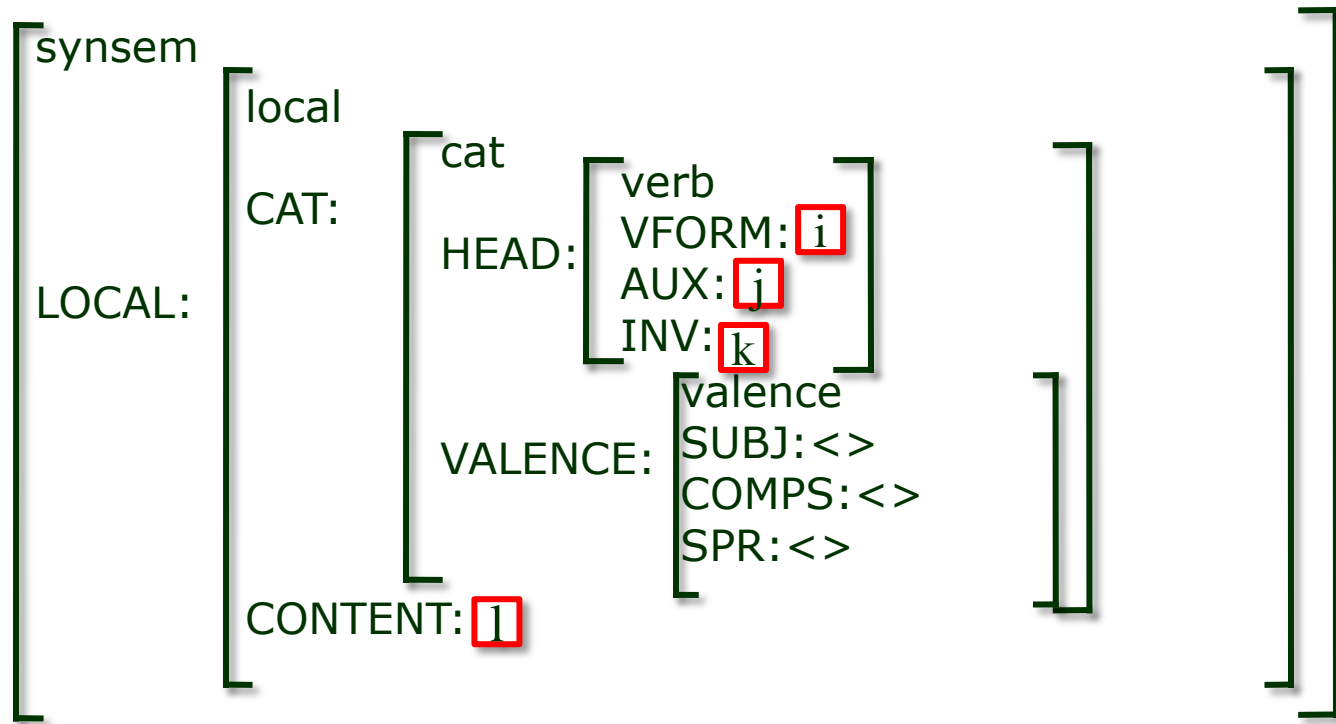 synsem
local
cat
verb
CAT:
VFORM: i
HEAD:
AUX: j
LOCAL:
INV: k
valence
VALENCE:
SUBJ:<>
COMPS:<>
SPR:<>
CONTENT: l